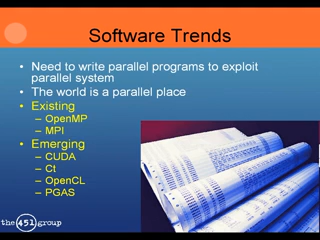 Software Trends
• Need to write parallel programs to exploit
parallel system
• The world is a parallel place
• Existing
– OpenMP
– MPI
• Emerging
– CUDA
– Ct
– OpenCL
– PGAS
the 451 group